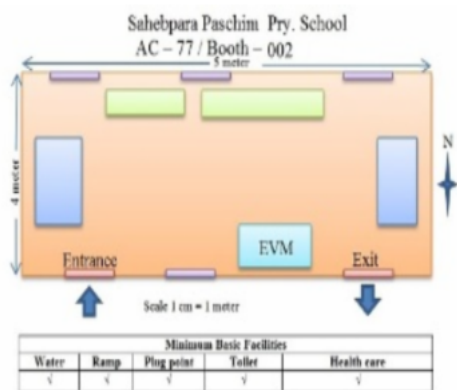 Sahebpara Paschim Pry. School
AC – 77 / Booth – 002
5 meter
4 meter
N
EVM
Entrance
Exit
Scale 1 cm = 1 meter
Minimum Basic Facilities
Water Ramp Plug point Toilet Health care
√ √ √ √ √